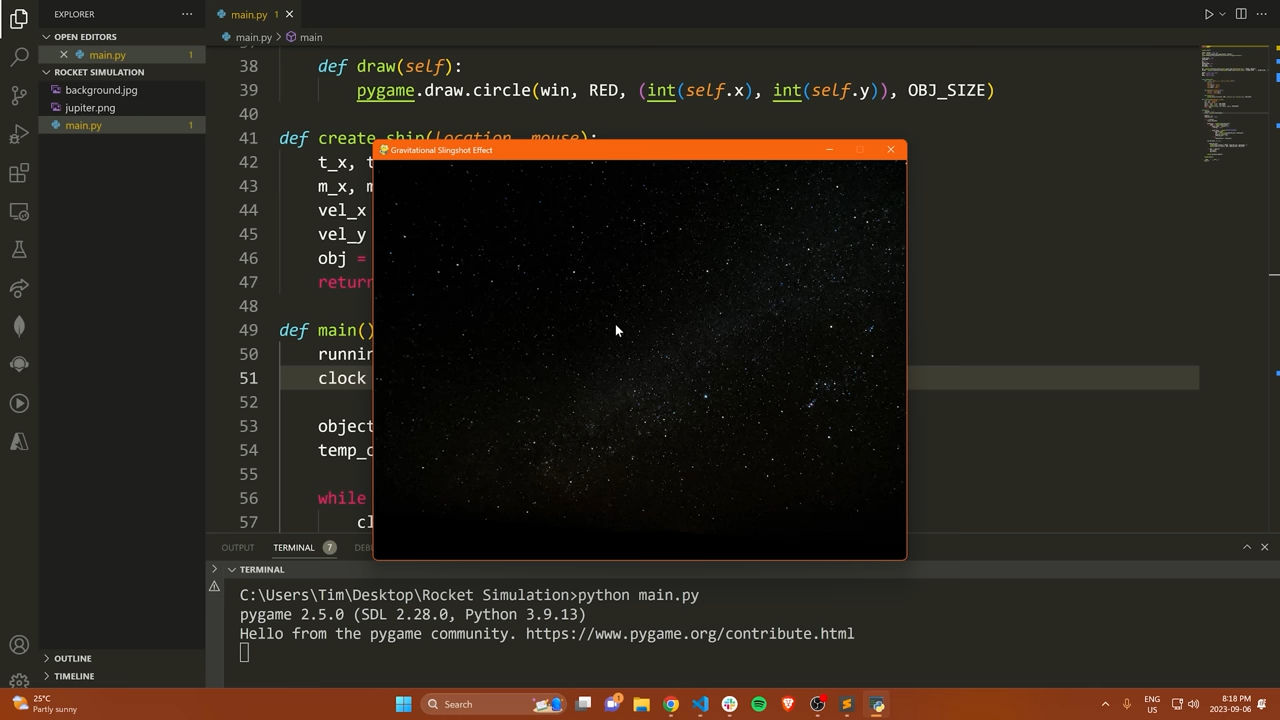 EXPLORER
···
main.py 1
OPEN EDITORS
main.py > main
main.py 1
ROCKET SIMULATION
background.jpg
jupiter.png
main.py 1
38 def draw(self):
39 pygame.draw.circle(win, RED, (int(self.x), int(self.y)), OBJ_SIZE)
40
41 def create_ship(location, mouse):
42 t_x, t
43 m_x, m
44 vel_x
45 vel_y
46 obj =
47 return
48
49 def main()
50 runnin
51 clock
52
53 object
54 temp_o
55
56 while
57 cl
Gravitational Slingshot Effect
OUTPUT TERMINAL 7 DEBU
TERMINAL
C:\Users\Tim\Desktop\Rocket Simulation>python main.py
pygame 2.5.0 (SDL 2.28.0, Python 3.9.13)
Hello from the pygame community. https://www.pygame.org/contribute.html
OUTLINE
TIMELINE
25°C
Partly sunny
Search
1
ENG
US
8:18 PM
2023-09-06